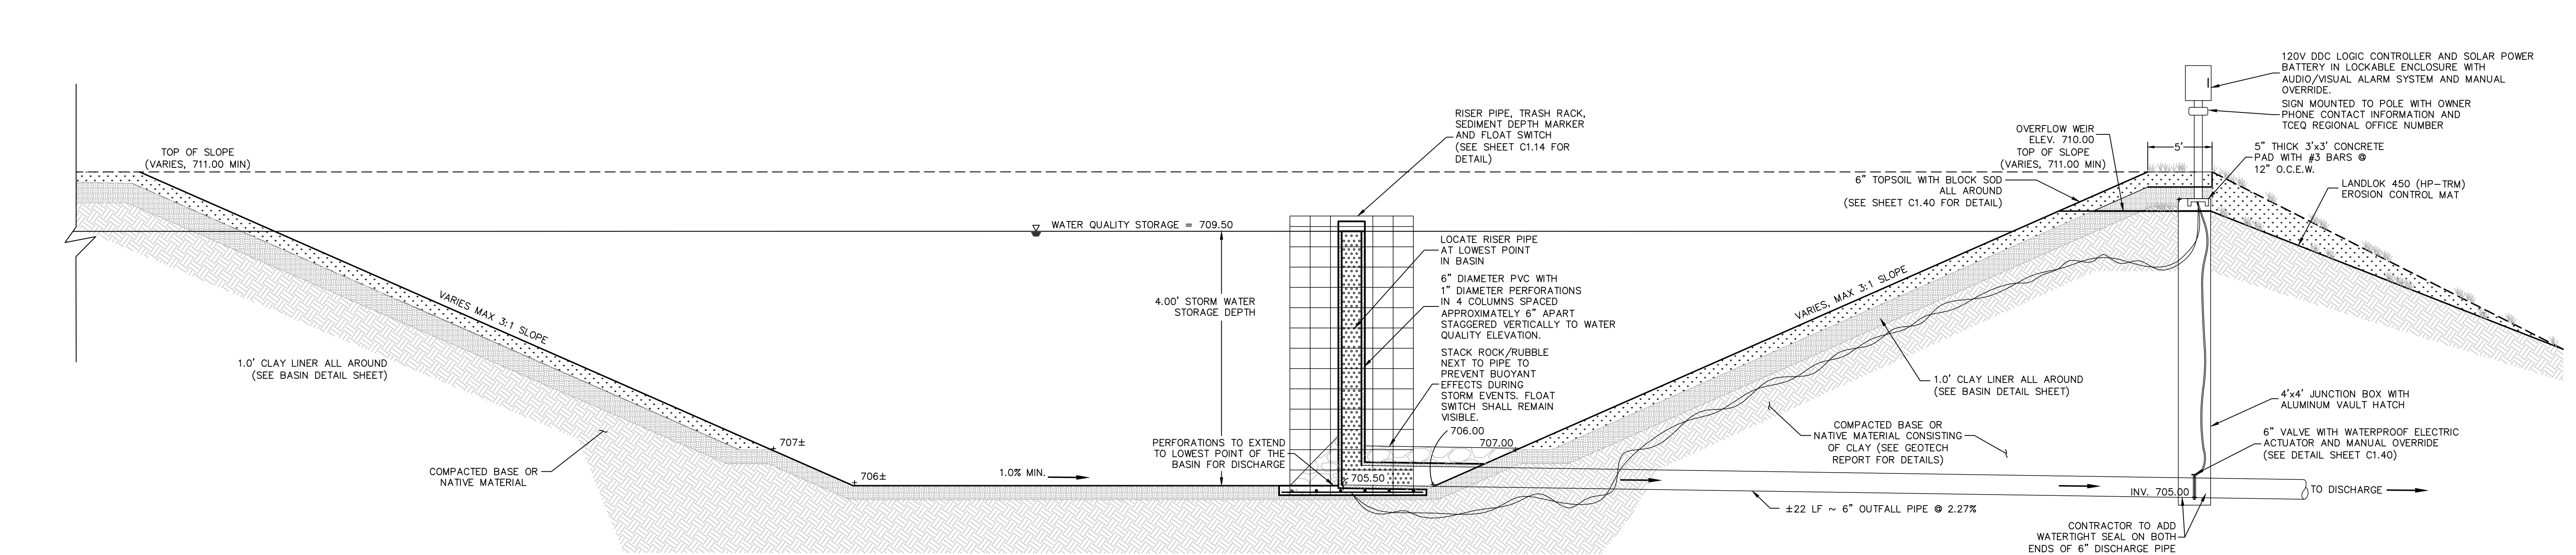 TOP OF SLOPE
(VARIES, 711.00 MIN)
VARIES MAX 3:1 SLOPE
1.0' CLAY LINER ALL AROUND
(SEE BASIN DETAIL SHEET)
COMPACTED BASE OR
NATIVE MATERIAL
707±
706±
1.0% MIN.
WATER QUALITY STORAGE = 709.50
4.00' STORM WATER
STORAGE DEPTH
PERFORATIONS TO EXTEND
TO LOWEST POINT OF THE
BASIN FOR DISCHARGE
RISER PIPE, TRASH RACK,
SEDIMENT DEPTH MARKER
AND FLOAT SWITCH
(SEE SHEET C1.14 FOR
DETAIL)
LOCATE RISER PIPE
AT LOWEST POINT
IN BASIN
6" DIAMETER PVC WITH
1" DIAMETER PERFORATIONS
IN 4 COLUMNS SPACED
APPROXIMATELY 6" APART
STAGGERED VERTICALLY TO WATER
QUALITY ELEVATION.
STACK ROCK/RUBBLE
NEXT TO PIPE TO
PREVENT BUOYANT
EFFECTS DURING
STORM EVENTS. FLOAT
SWITCH SHALL REMAIN
VISIBLE.
706.00
707.00
705.50
VARIES, MAX 3:1 SLOPE
1.0' CLAY LINER ALL AROUND
(SEE BASIN DETAIL SHEET)
COMPACTED BASE OR
NATIVE MATERIAL CONSISTING
OF CLAY (SEE GEOTECH
REPORT FOR DETAILS)
±22 LF ~ 6" OUTFALL PIPE @ 2.27%
OVERFLOW WEIR
ELEV. 710.00
TOP OF SLOPE
(VARIES, 711.00 MIN)
6" TOPSOIL WITH BLOCK SOD
ALL AROUND
(SEE SHEET C1.40 FOR DETAIL)
5'
120V DDC LOGIC CONTROLLER AND SOLAR POWER
BATTERY IN LOCKABLE ENCLOSURE WITH
AUDIO/VISUAL ALARM SYSTEM AND MANUAL
OVERRIDE.
SIGN MOUNTED TO POLE WITH OWNER
PHONE CONTACT INFORMATION AND
TCEQ REGIONAL OFFICE NUMBER
5" THICK 3'x3' CONCRETE
PAD WITH #3 BARS @
12" O.C.E.W.
LANDLOK 450 (HP-TRM)
EROSION CONTROL MAT
4'x4' JUNCTION BOX WITH
ALUMINUM VAULT HATCH
6" VALVE WITH WATERPROOF ELECTRIC
ACTUATOR AND MANUAL OVERRIDE
(SEE DETAIL SHEET C1.40)
INV. 705.00
TO DISCHARGE
CONTRACTOR TO ADD
WATERTIGHT SEAL ON BOTH
ENDS OF 6" DISCHARGE PIPE